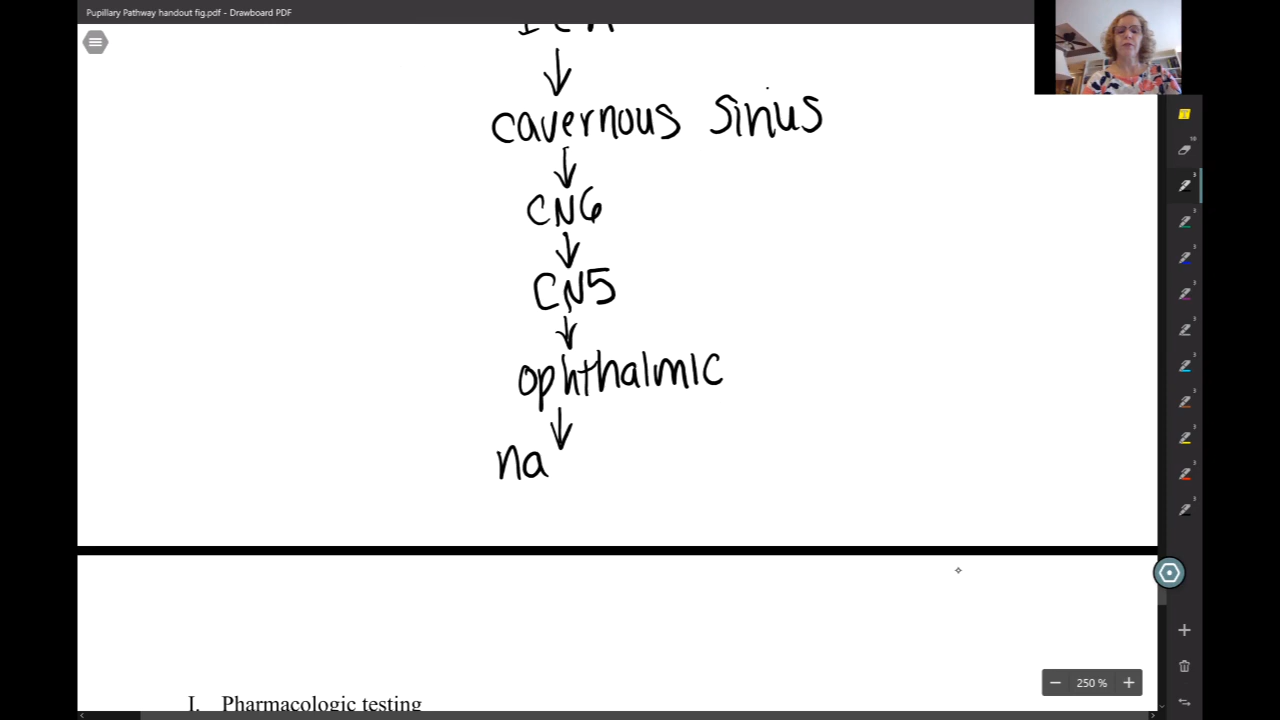 Pupillary Pathway handout fig.pdf - Drawboard PDF
cavernous sinus
CN6
CN5
ophthalmic
na
I. Pharmacologic testing
250 %